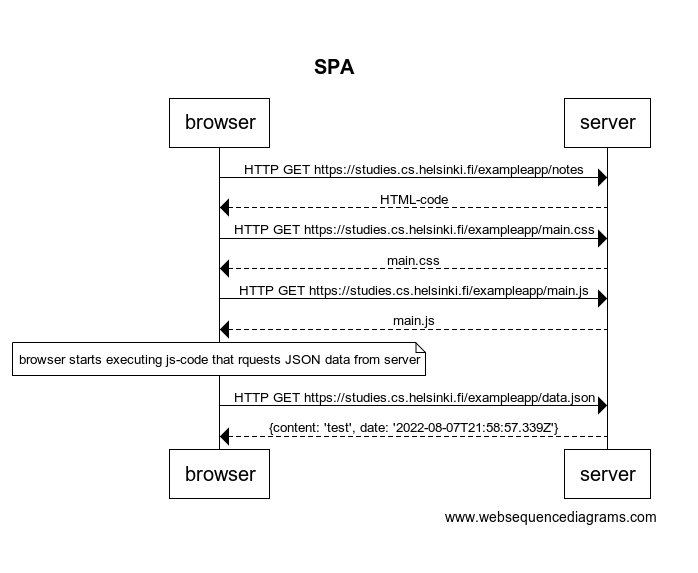 SPA
browser server
HTTP GET https://studies.cs.helsinki.fi/exampleapp/notes
HTML-code
HTTP GET https://studies.cs.helsinki.fi/exampleapp/main.css
main.css
HTTP GET https://studies.cs.helsinki.fi/exampleapp/main.js
main.js
browser starts executing js-code that rquests JSON data from server
HTTP GET https://studies.cs.helsinki.fi/exampleapp/data.json
{content: 'test', date: '2022-08-07T21:58:57.339Z'}
browser server
www.websequencediagrams.com